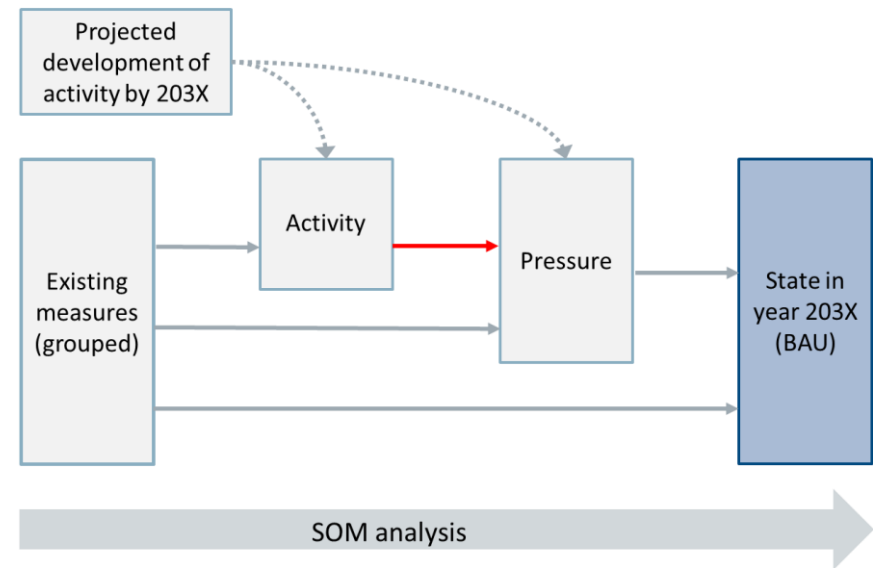 Projected
development of
activity by 203X
Existing
measures
(grouped)
Activity
Pressure
State in
year 203X
(BAU)
SOM analysis